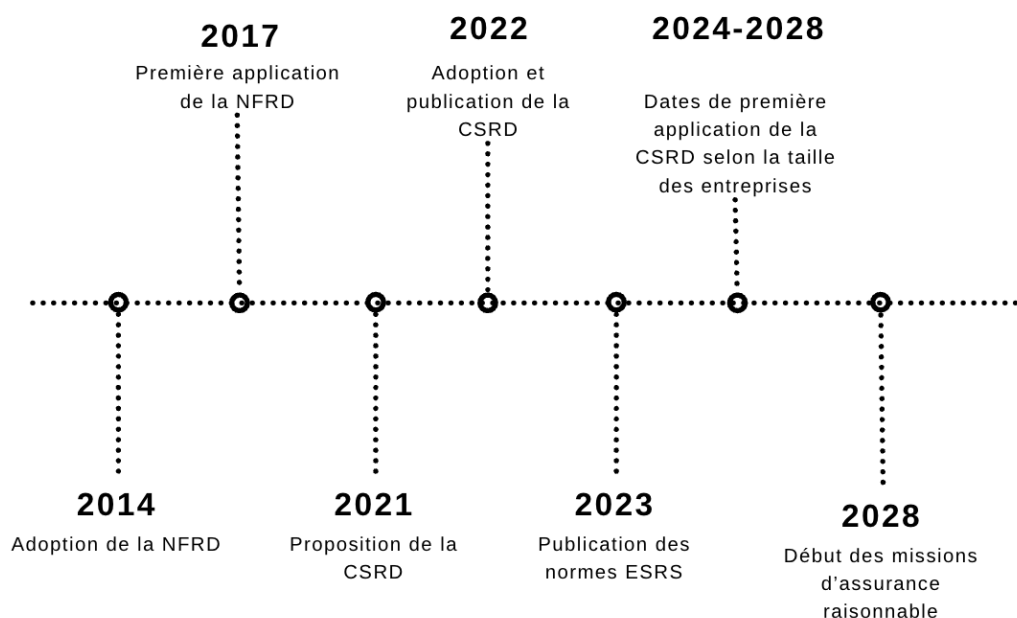 2017
Première application
de la NFRD
2022
Adoption et
publication de la
CSRD
2024-2028
Dates de première
application de la
CSRD selon la taille
des entreprises
2014
Adoption de la NFRD
2021
Proposition de la
CSRD
2023
Publication des
normes ESRS
2028
Début des missions
d’assurance
raisonnable